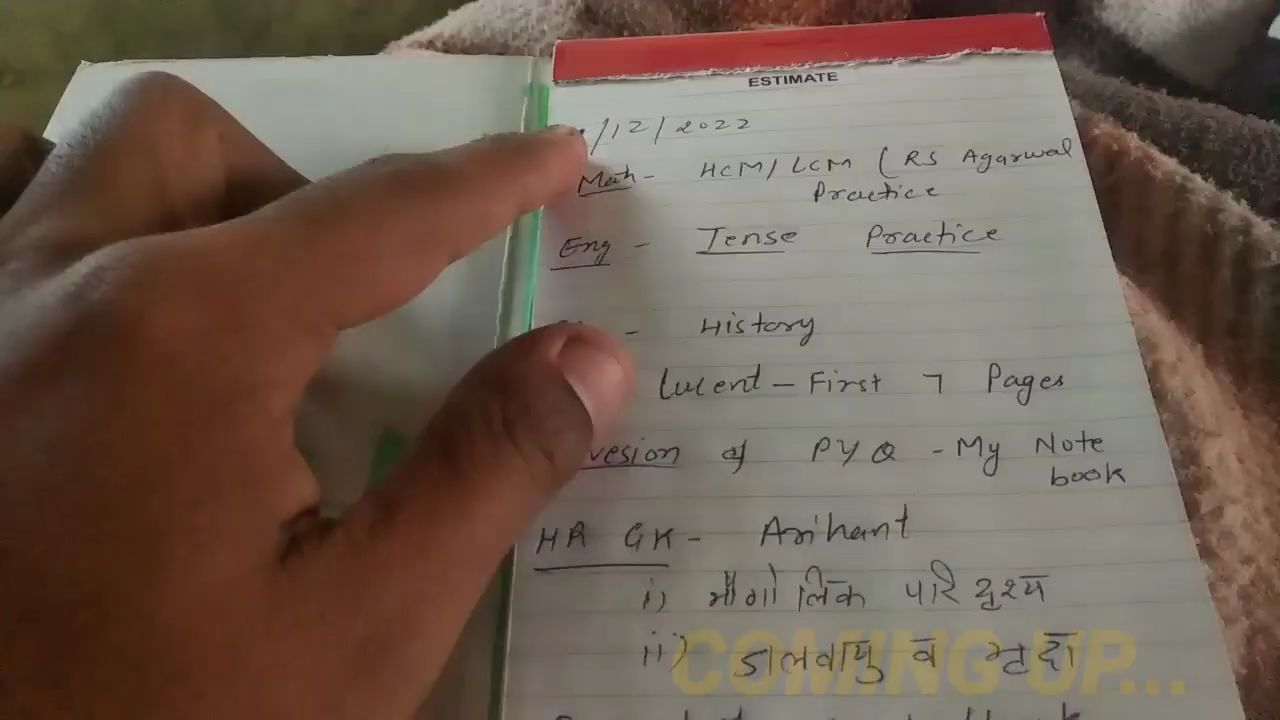 ESTIMATE
/12/2022
Math - HCM/LCM (RS Agarwal
Practice
Eng - Tense Practice
- History
Lucent - First 7 Pages
vesion of PYQ - My Note
book
HR GK - Arihant
i) भौगोलिक परिदृश्य
ii) जलवायु व मृदा
COMING UP...